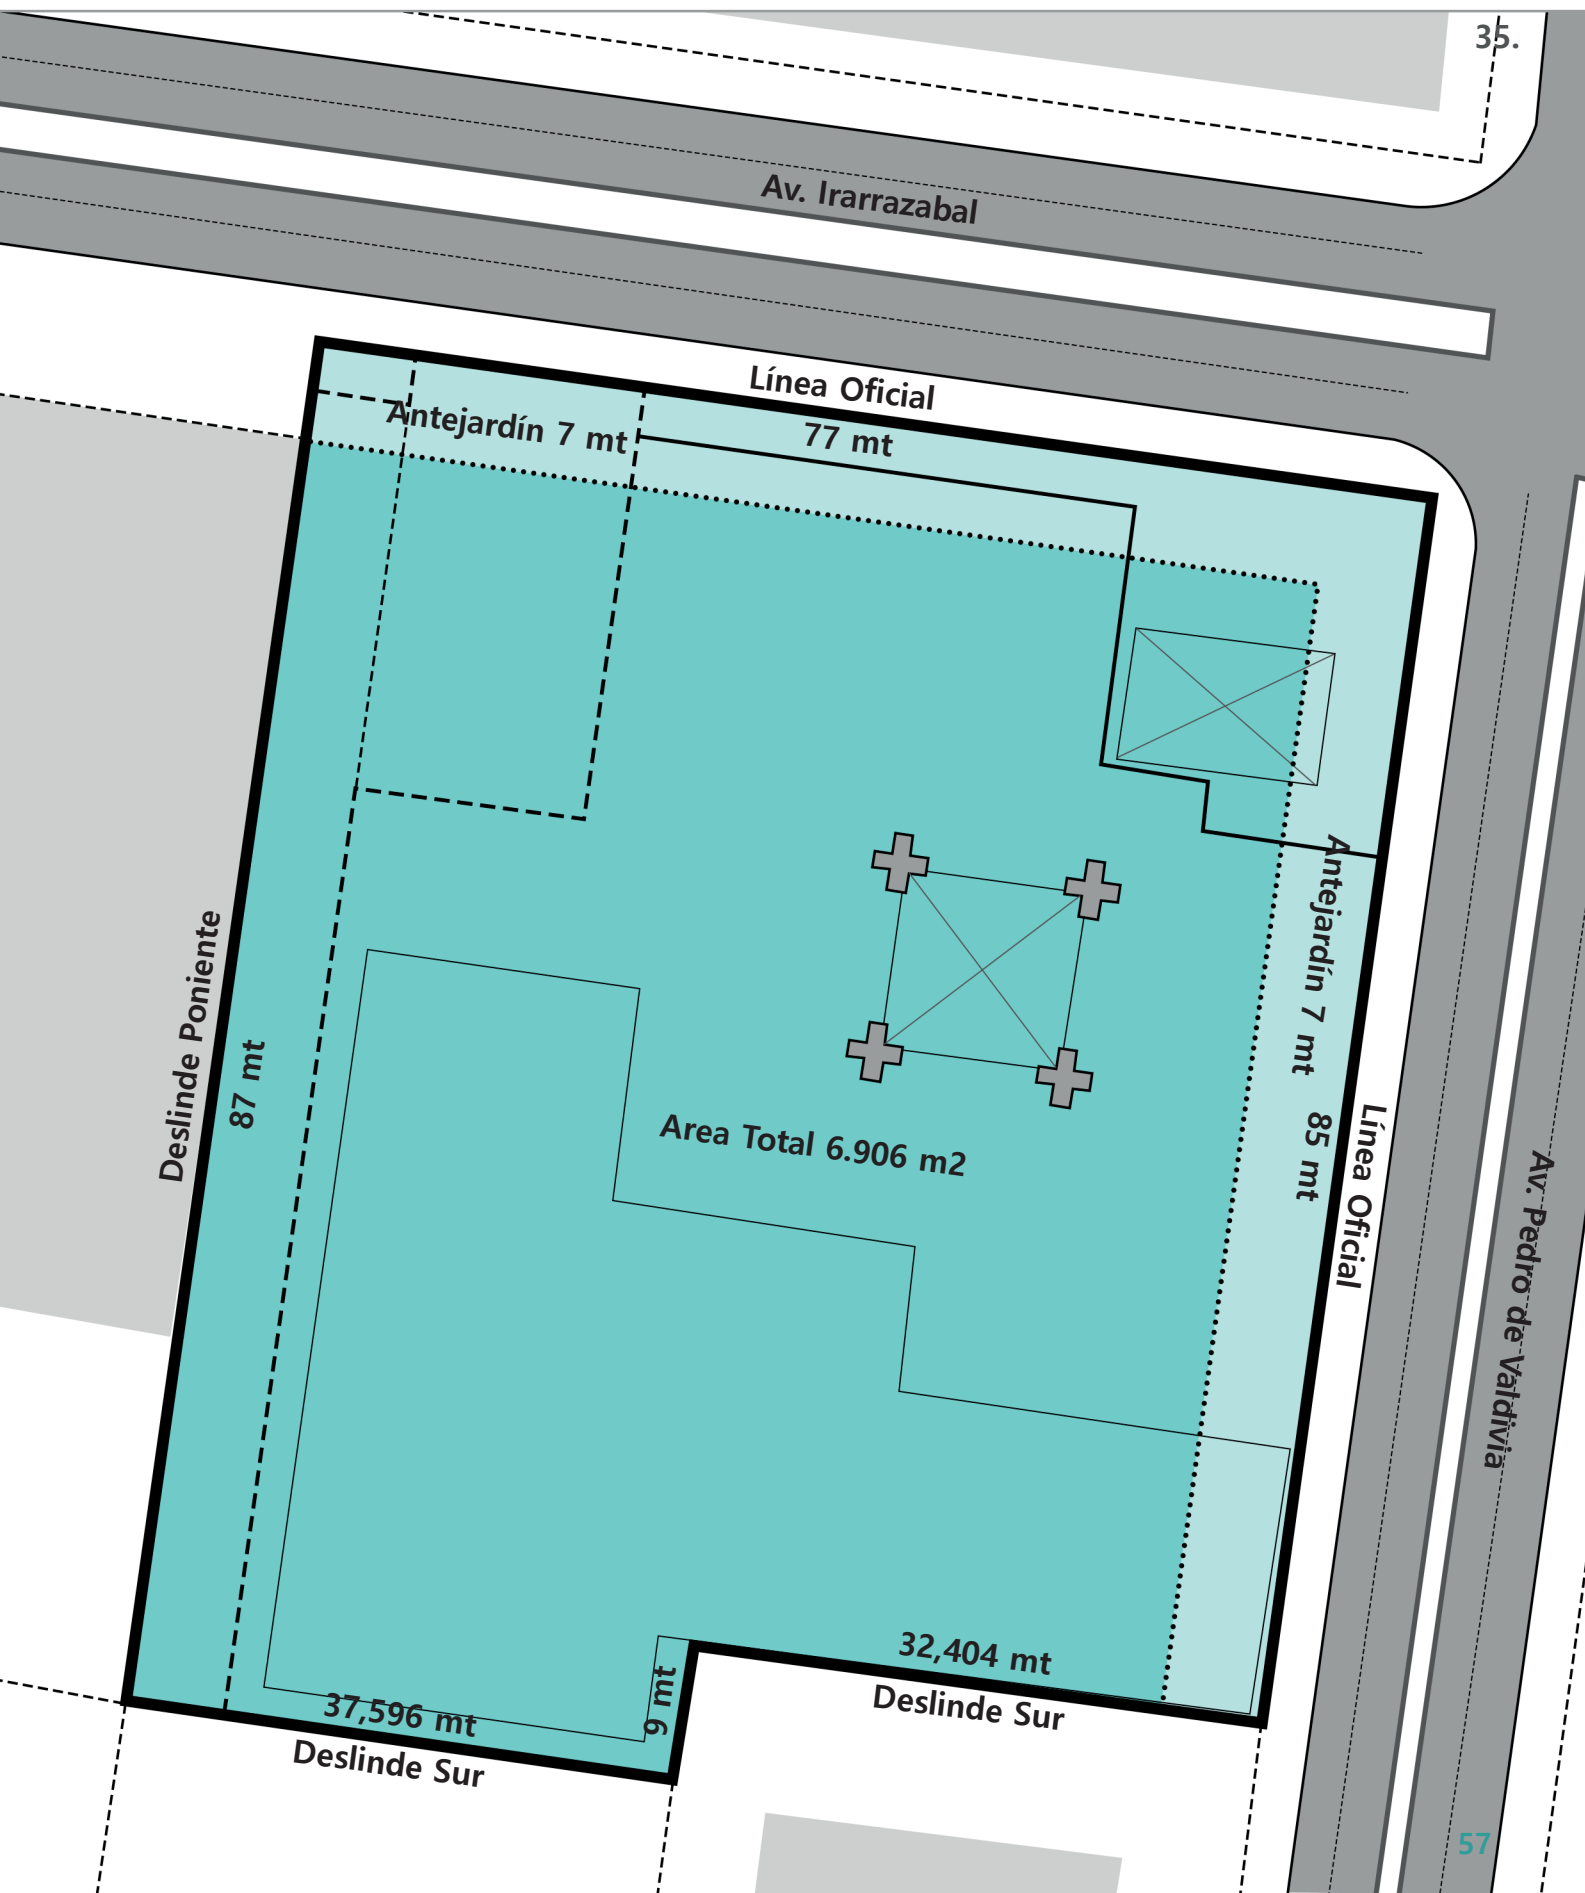 35.
Av. Irarrazabal
Línea Oficial
77 mt
Antejardín 7 mt
Antejardín 7 mt
85 mt
Línea Oficial
Av. Pedro de Valdivia
Deslinde Poniente
87 mt
Area Total 6.906 m2
32,404 mt
Deslinde Sur
9 mt
37,596 mt
Deslinde Sur
57